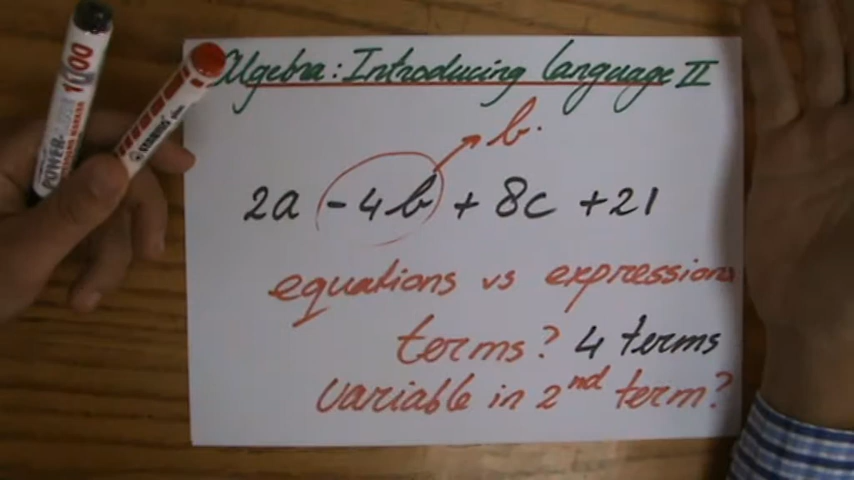 Algebra: Introducing language II
b.
2a - 4b + 8c + 21
equations vs expressions
terms? 4 terms
Variable in 2nd term?
POWER 1000